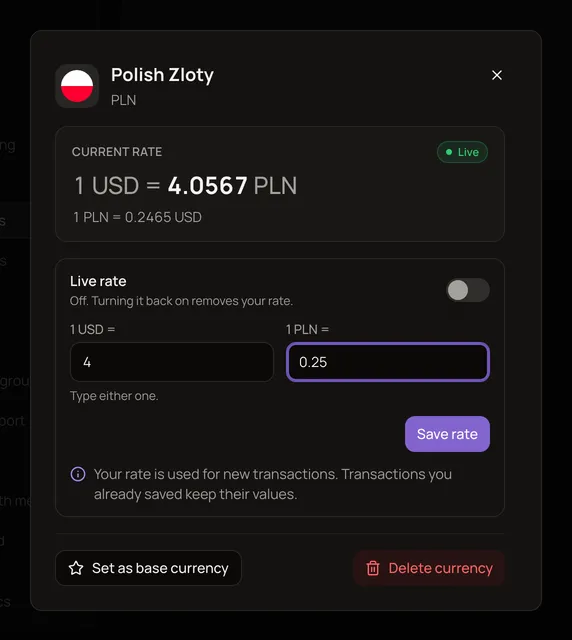 Polish Zloty
PLN
CURRENT RATE
Live
1 USD = 4.0567 PLN
1 PLN = 0.2465 USD
Live rate
Off. Turning it back on removes your rate.
1 USD =
1 PLN =
4
0.25
Type either one.
Save rate
Your rate is used for new transactions. Transactions you
already saved keep their values.
Set as base currency
Delete currency